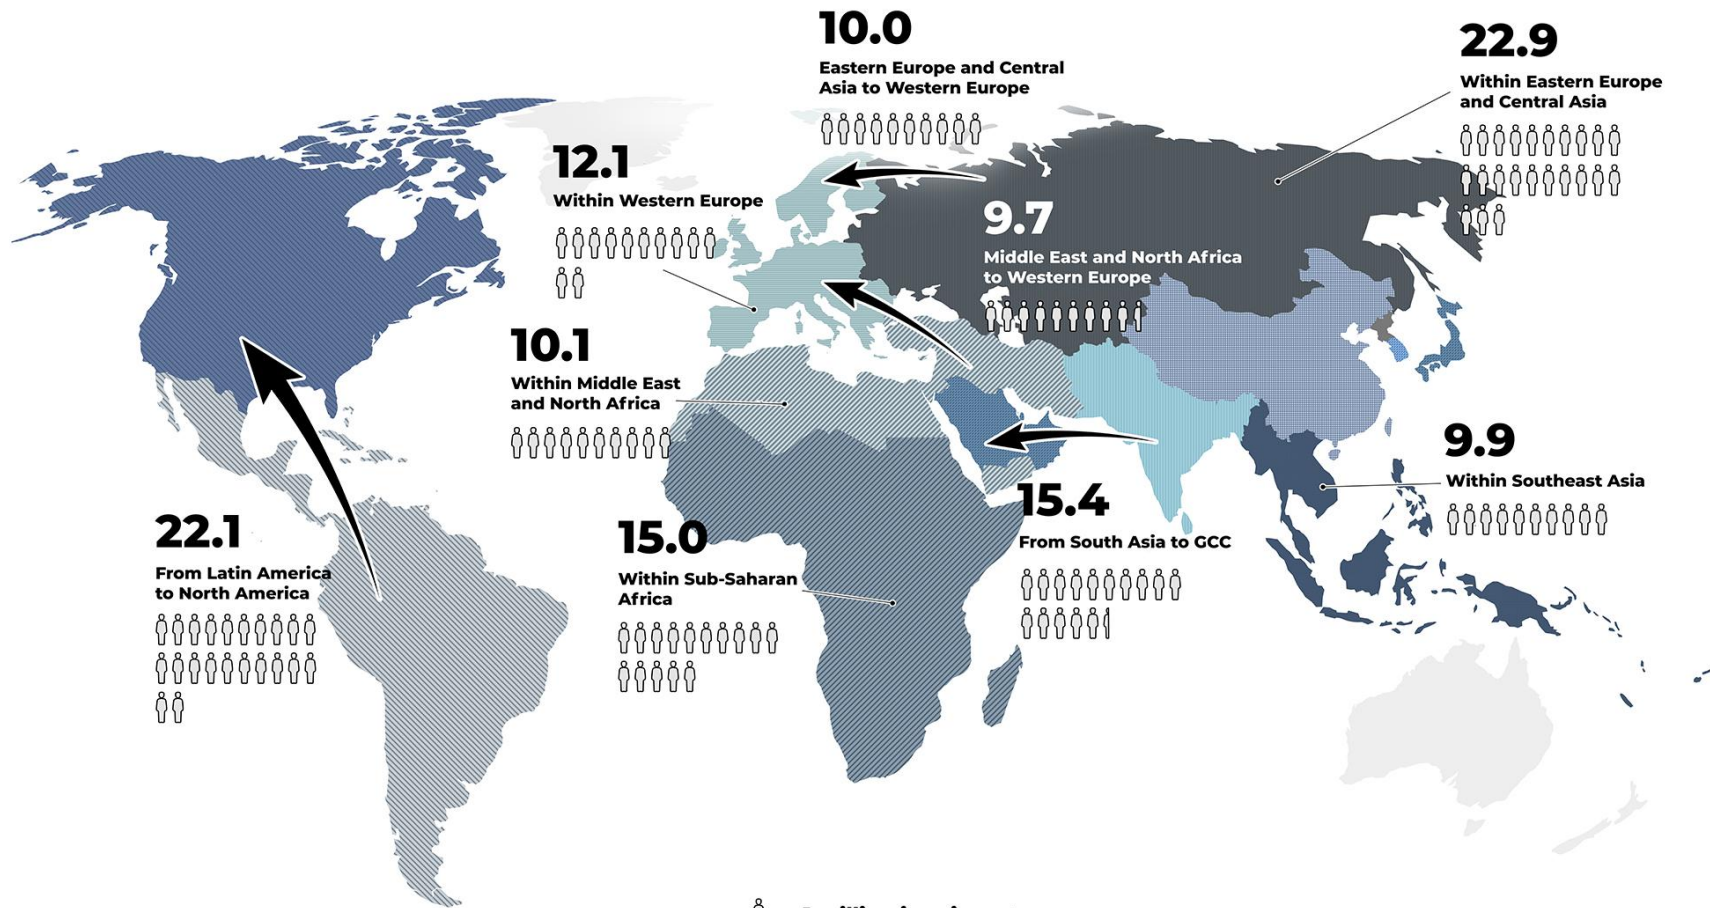 10.0
Eastern Europe and Central
Asia to Western Europe
22.9
Within Eastern Europe
and Central Asia
12.1
Within Western Europe
9.7
Middle East and North Africa
to Western Europe
10.1
Within Middle East
and North Africa
9.9
Within Southeast Asia
15.4
From South Asia to GCC
22.1
From Latin America
to North America
15.0
Within Sub-Saharan
Africa